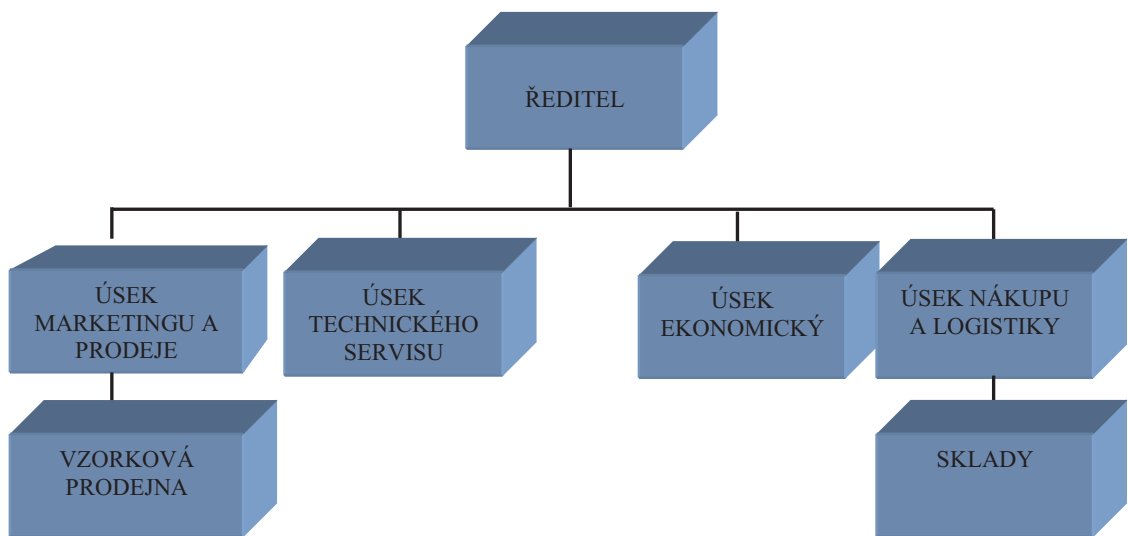 ŘEDITEL
ÚSEK
MARKETINGU A
PRODEJE
ÚSEK
TECHNICKÉHO
SERVISU
ÚSEK
EKONOMICKÝ
ÚSEK NÁKUPU
A LOGISTIKY
VZORKOVÁ
PRODEJNA
SKLADY